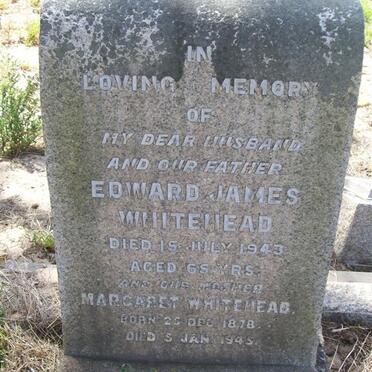 IN
LOVING MEMORY
OF
MY DEAR HUSBAND
AND OUR FATHER
EDWARD JAMES
WHITEHEAD
DIED 15 JULY 1943
AGED 69 YRS.
AND OUR MOTHER
MARGARET WHITEHEAD.
BORN 25 DEC. 1878.
DIED 5 JAN. 1945.